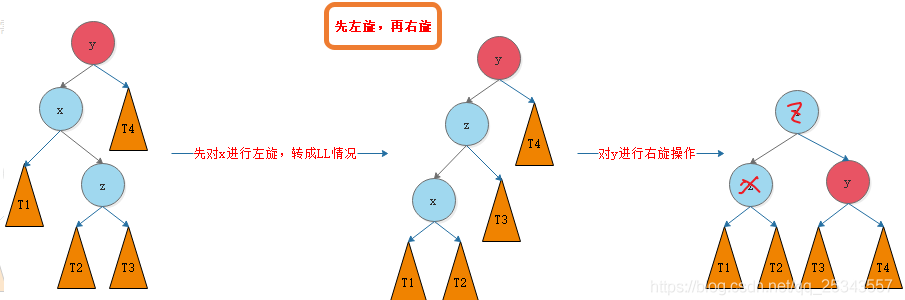 先左旋，再右旋
y
x
T4
T1
z
T2
T3
先对x进行左旋，转成LL情况
y
z
T4
x
T3
T1
T2
对y进行右旋操作
z
x
y
T1
T2
T3
T4
https://blog.csdn.net/qq_25343557